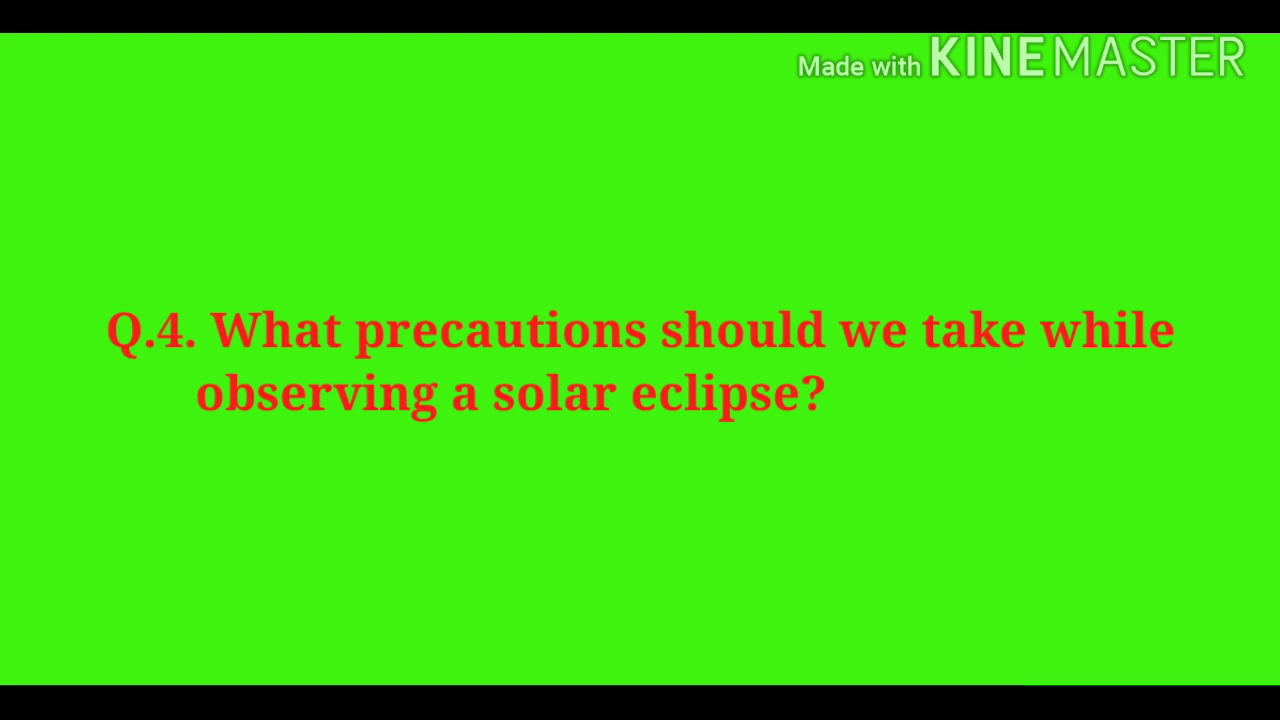 Made with KINEMASTER
Q.4. What precautions should we take while
observing a solar eclipse?